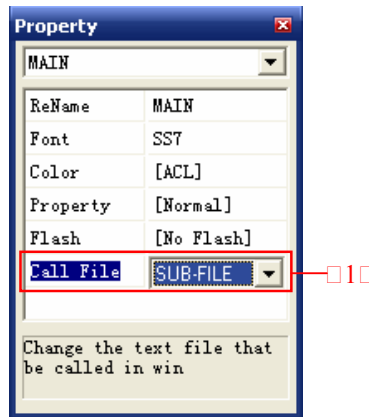 Property
MAIN
ReName MAIN
Font SS7
Color [ACL]
Property [Normal]
Flash [No Flash]
Call File SUB-FILE
□1□
Change the text file that
be called in win